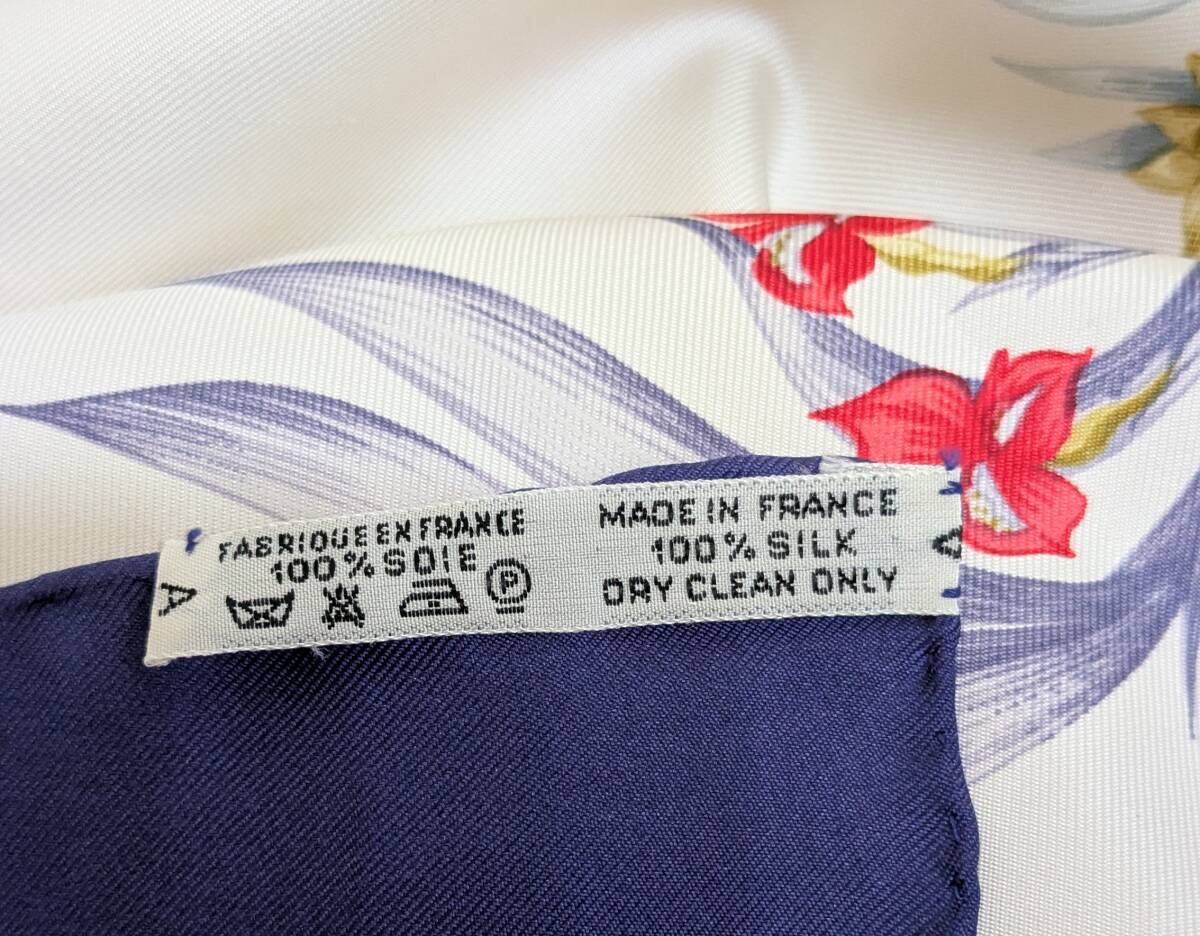 FABRIQUE EN FRANCE
100% SOIE
P
MADE IN FRANCE
100% SILK
DRY CLEAN ONLY
A
A